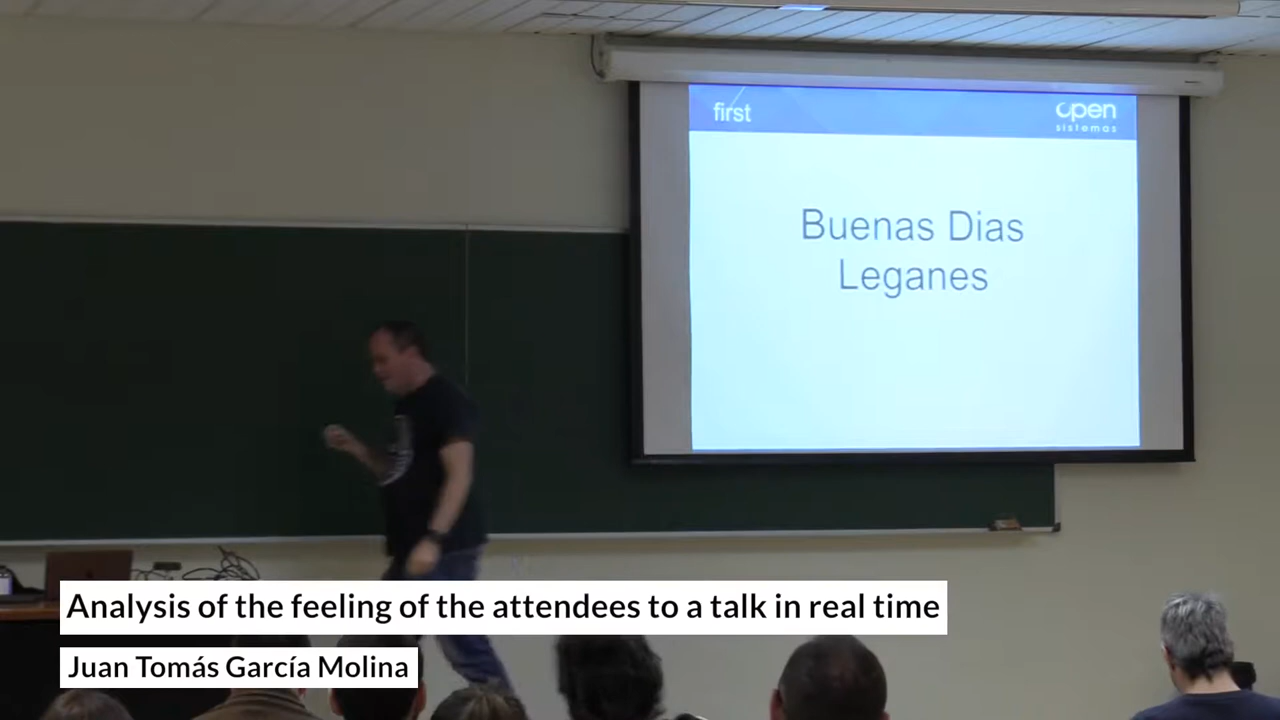 first
open
sistemas
Buenas Dias
Leganes
Analysis of the feeling of the attendees to a talk in real time
Juan Tomás García Molina